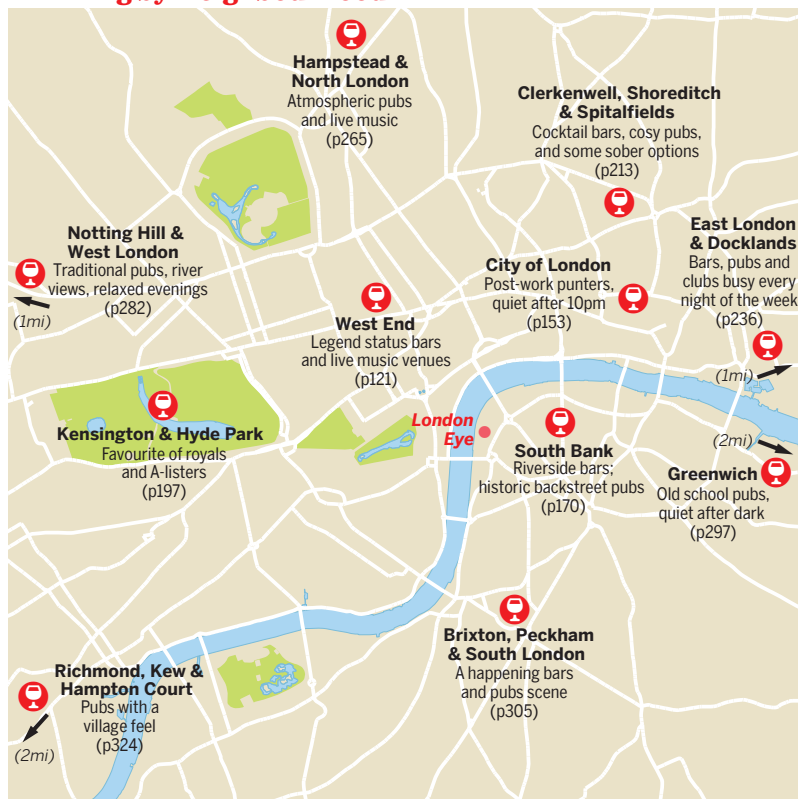 Hampstead &
North London
Atmospheric pubs
and live music
(p265)
Clerkenwell, Shoreditch
& Spitalfields
Cocktail bars, cosy pubs,
and some sober options
(p213)
Notting Hill &
West London
Traditional pubs, river
views, relaxed evenings
(p282)
(1mi)
West End
Legend status bars
and live music venues
(p121)
City of London
Post-work punters,
quiet after 10pm
(p153)
East London
& Docklands
Bars, pubs and
clubs busy every
night of the week
(p236)
(1mi)
Kensington & Hyde Park
Favourite of royals
and A-listers
(p197)
London
Eye
South Bank
Riverside bars;
historic backstreet pubs
(p170)
(2mi)
Greenwich
Old school pubs,
quiet after dark
(p297)
Brixton, Peckham
& South London
A happening bars
and pubs scene
(p305)
Richmond, Kew &
Hampton Court
Pubs with a
village feel
(p324)
(2mi)